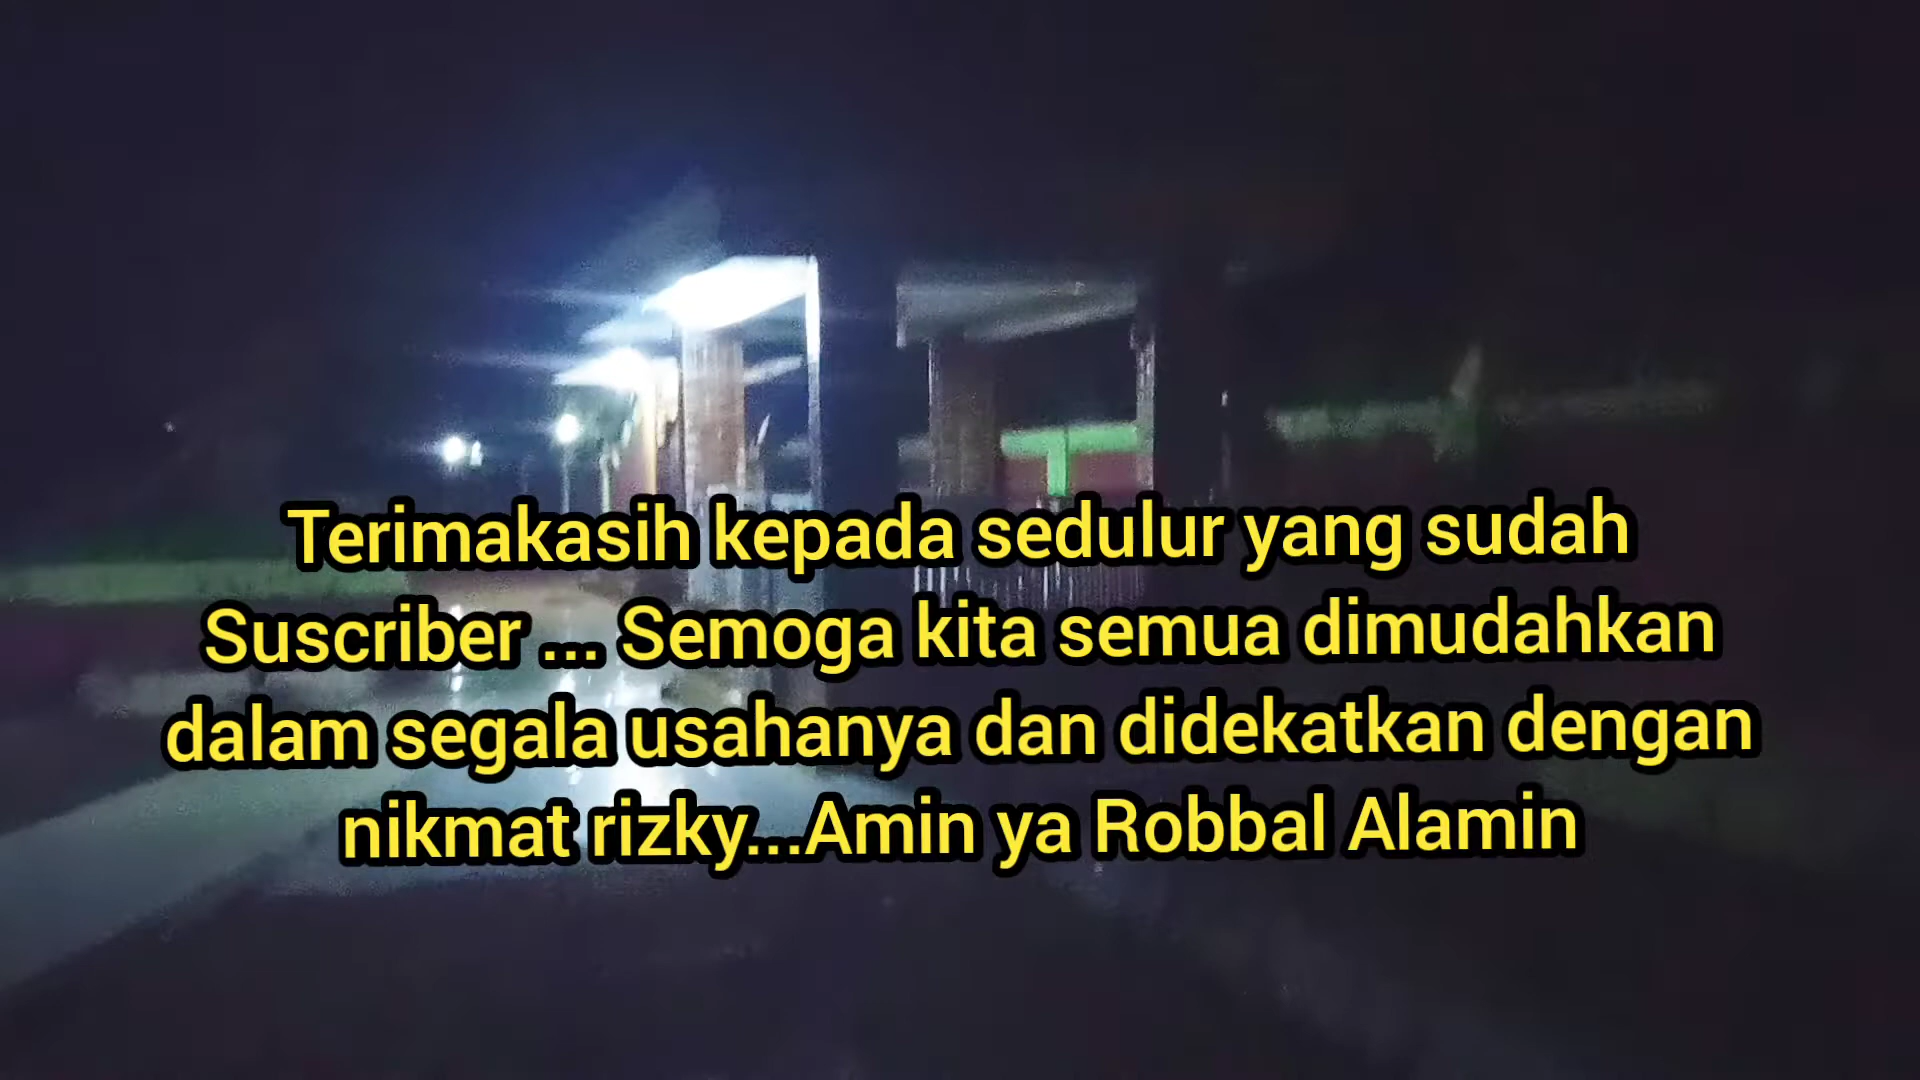 Terimakasih kepada sedulur yang sudah
Suscriber ... Semoga kita semua dimudahkan
dalam segala usahanya dan didekatkan dengan
nikmat rizky...Amin ya Robbal Alamin